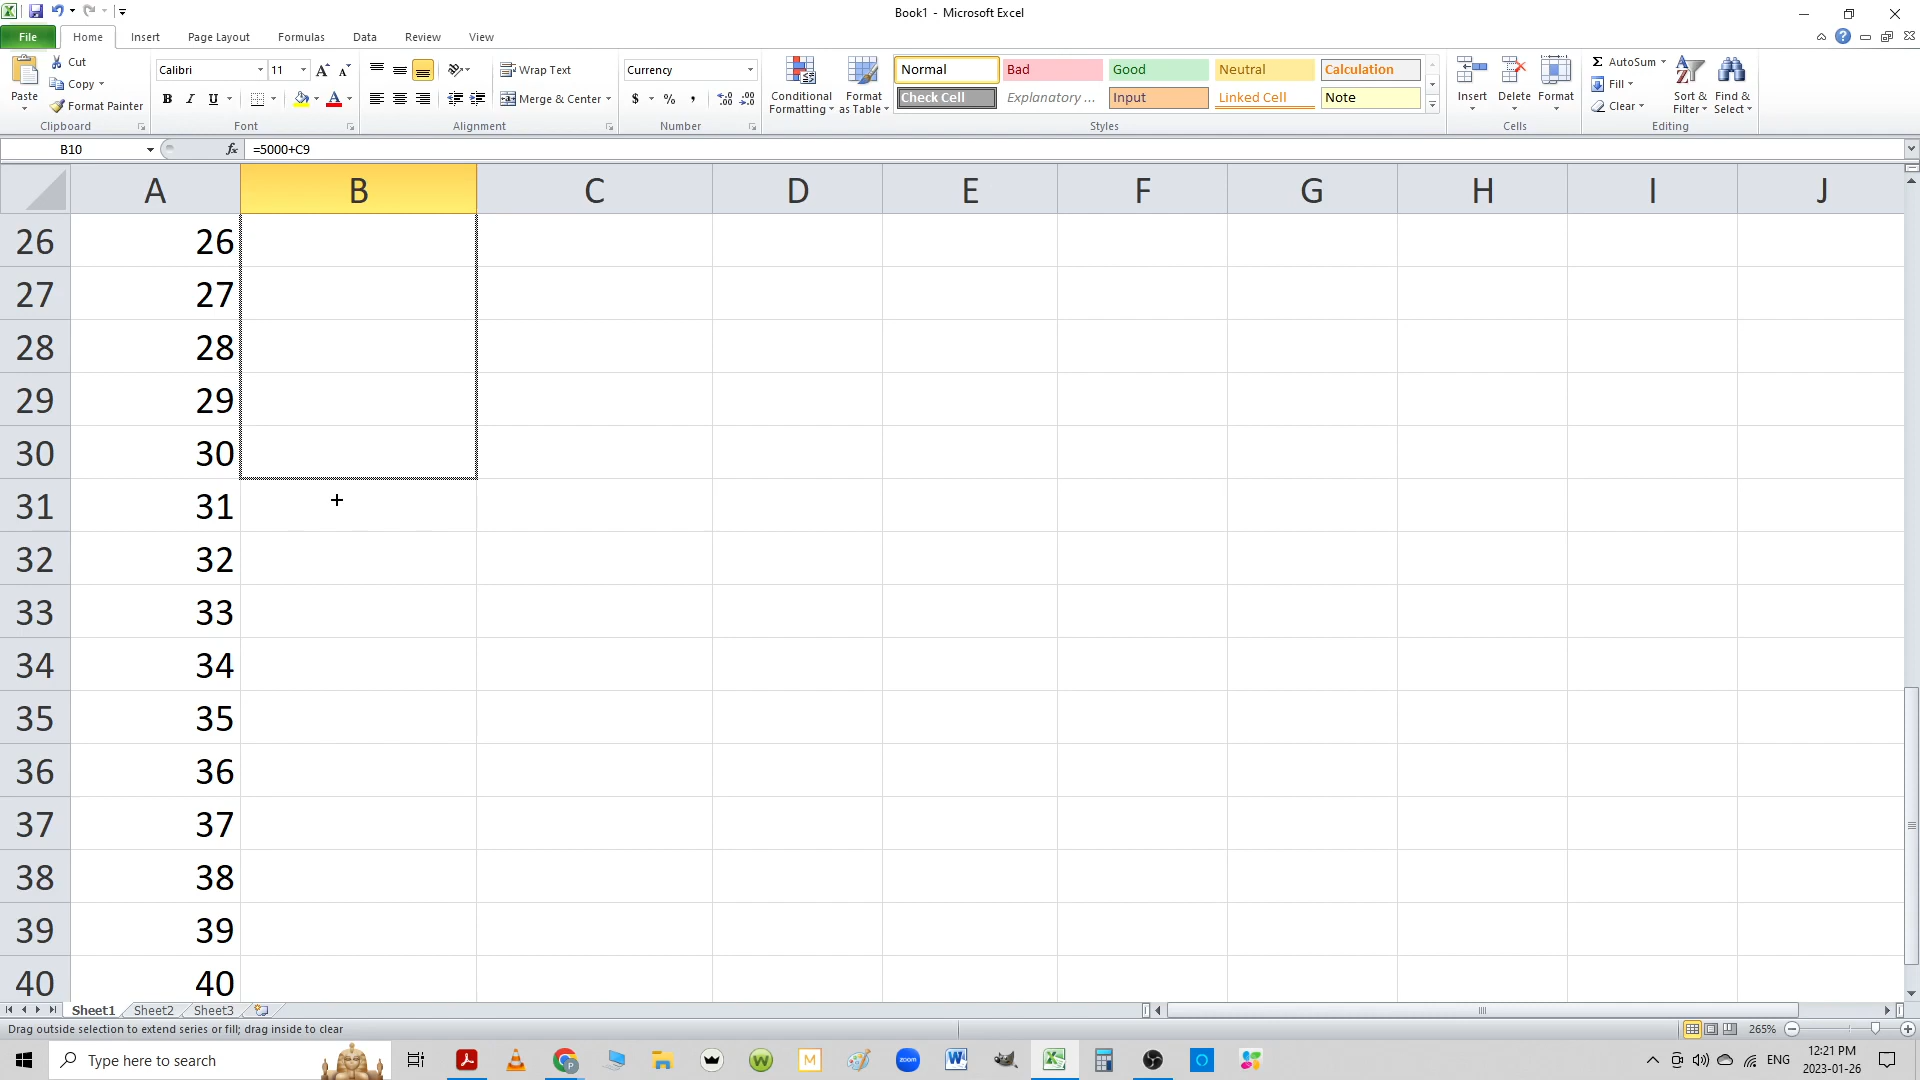 Book1 - Microsoft Excel
File Home Insert Page Layout Formulas Data Review View
Paste
Cut
Copy
Format Painter
Clipboard
Calibri 11
B I U
Font
Wrap Text
Merge & Center
Alignment
Currency
$ % ,
Number
Conditional Formatting
Format as Table
Normal Bad Good Neutral Calculation
Check Cell Explanatory ... Input Linked Cell Note
Styles
Insert Delete Format
Cells
Σ AutoSum
Fill
Clear
Sort & Filter
Find & Select
Editing
B10 fx =5000+C9
A B C D E F G H I J
26 26
27 27
28 28
29 29
30 30
31 31
32 32
33 33
34 34
35 35
36 36
37 37
38 38
39 39
40 40
Sheet1 Sheet2 Sheet3
Drag outside selection to extend series or fill; drag inside to clear
265%
Type here to search
ENG
12:21 PM
2023-01-26